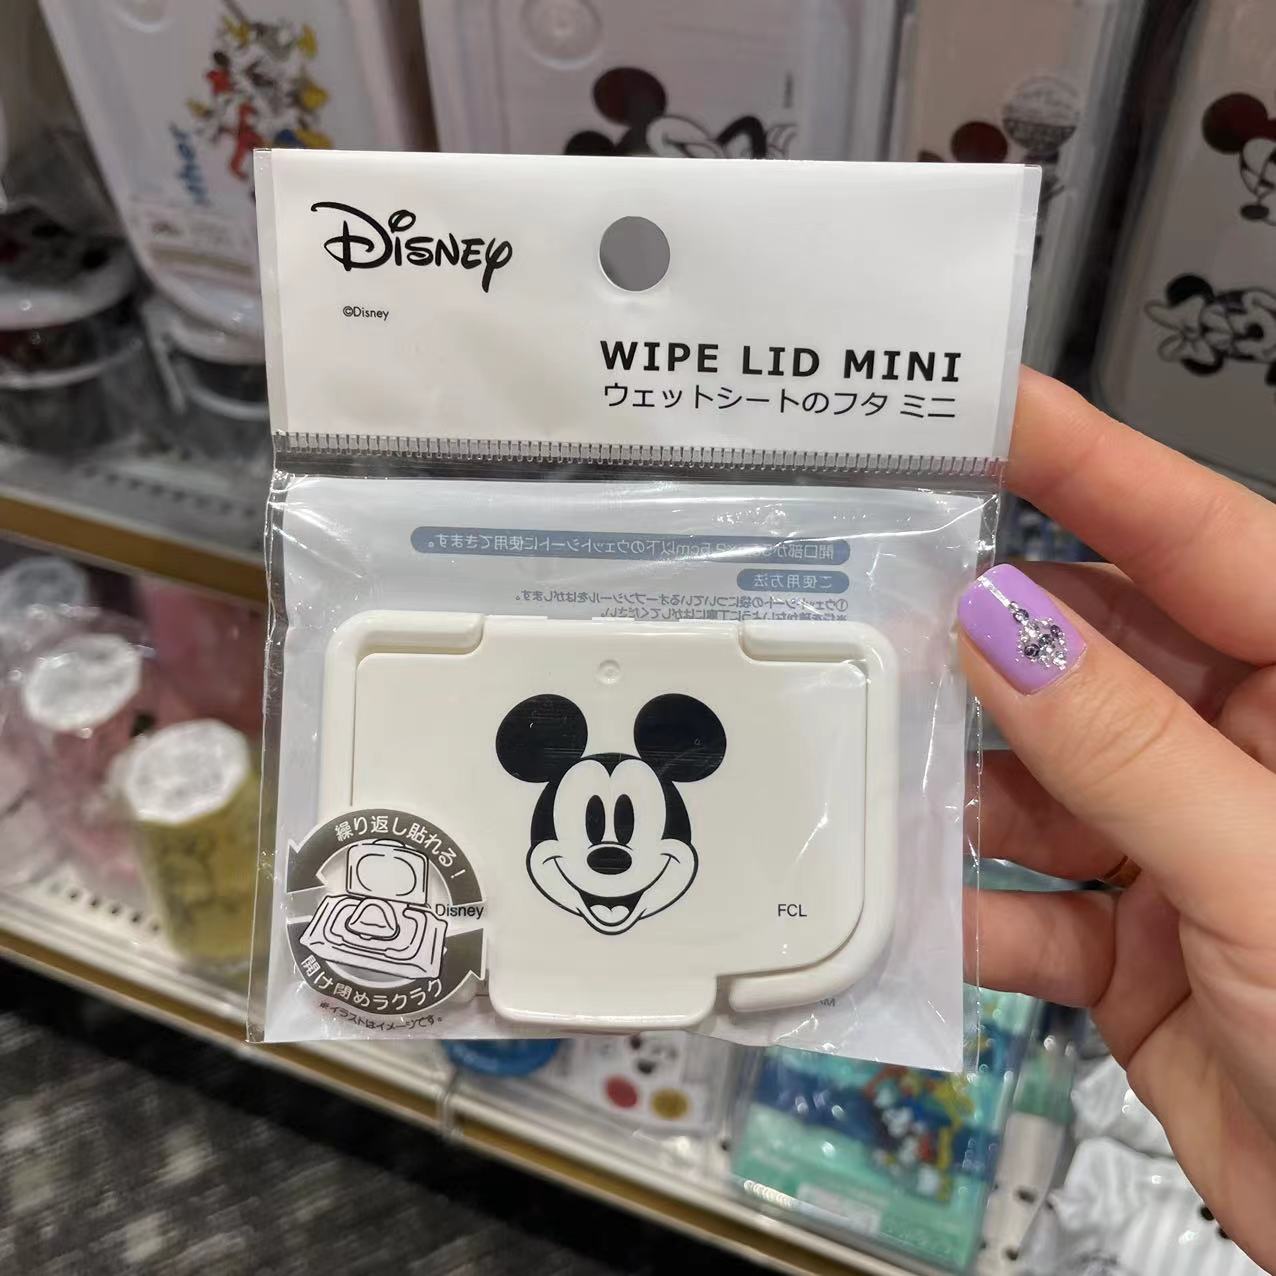 Disney
©Disney
WIPE LID MINI
ウェットシートのフタ ミニ
ご使用方法
繰り返し貼れる！
Disney
FCL
開け閉めラクラク
※イラストはイメージです。